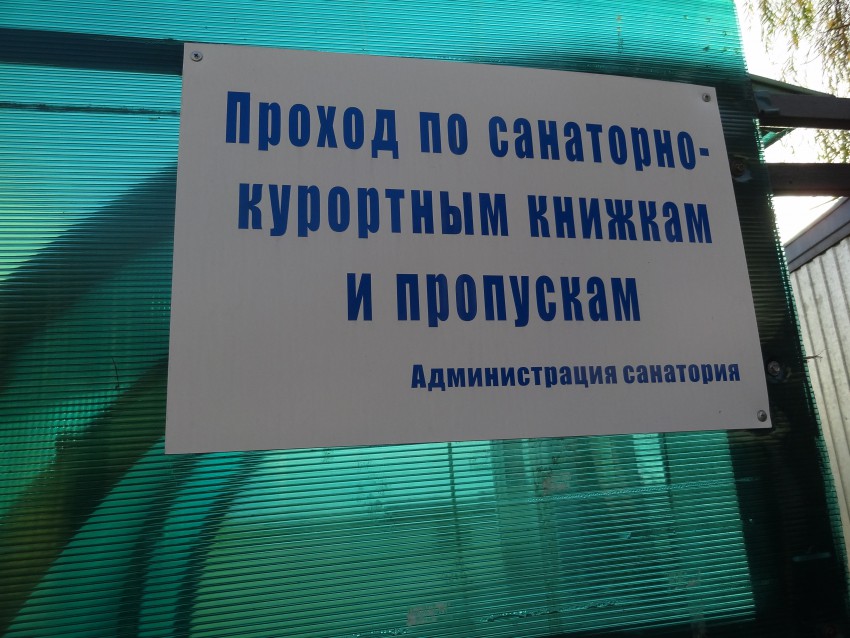 Проход по санаторно-
курортным книжкам
и пропускам
Администрация санатория